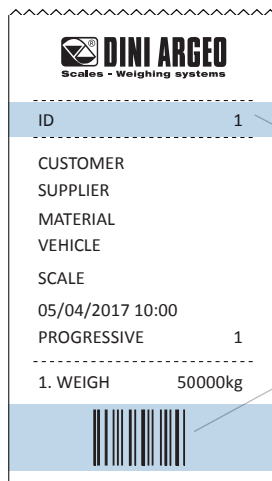 DINI ARGEO
Scales - Weighing systems
ID 1
CUSTOMER
SUPPLIER
MATERIAL
VEHICLE
SCALE
05/04/2017 10:00
PROGRESSIVE 1
1. WEIGH 50000kg